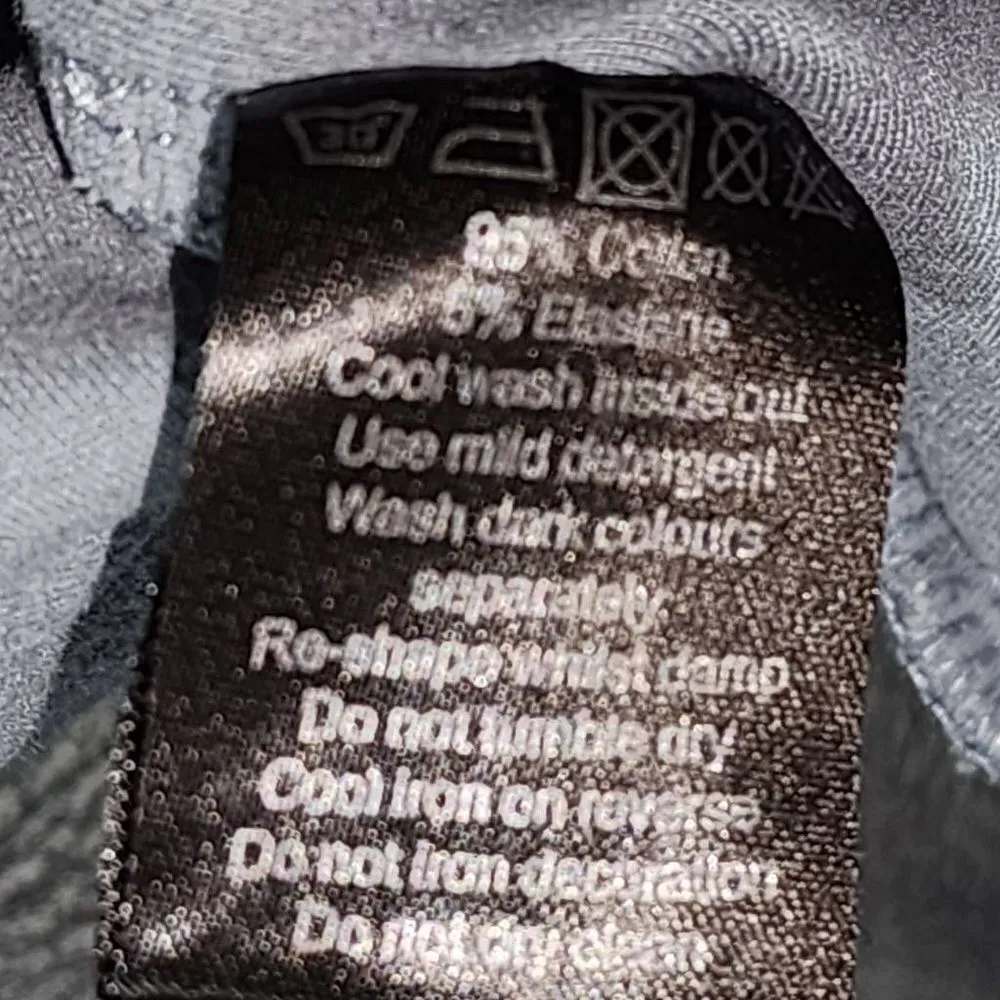 30°
95% Cotton
5% Elastane
Cool wash inside out
Use mild detergent
Wash dark colours
separately
Re-shape whilst damp
Do not tumble dry
Cool iron on reverse
Do not iron decoration
Do not dry clean